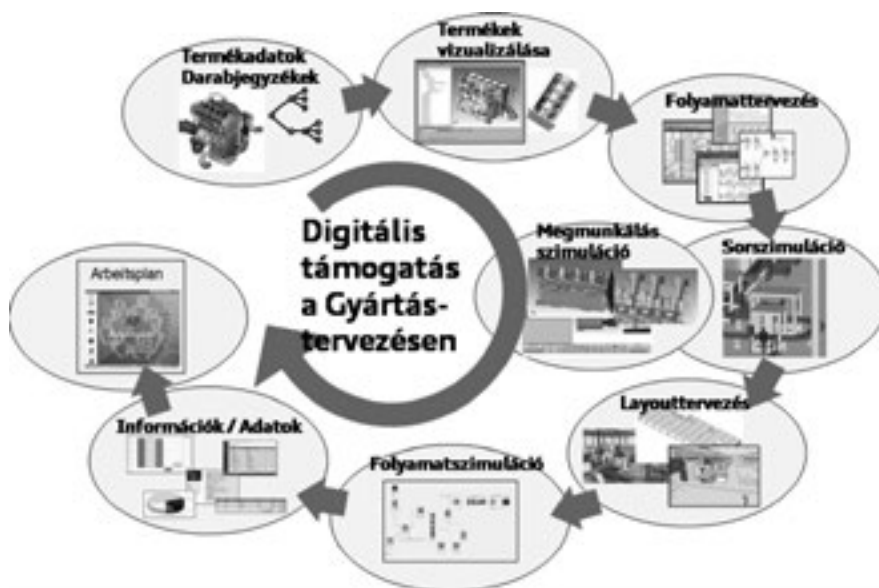 Termékadatok
Darabjegyzékek
Termékek
vizualizálása
Folyamattervezés
Sorszimuláció
Megmunkálás
szimuláció
Layouttervezés
Folyamatszimuláció
Információk / Adatok
Arbeitsplan
Digitális
támogatás
a Gyártás-
tervezésen